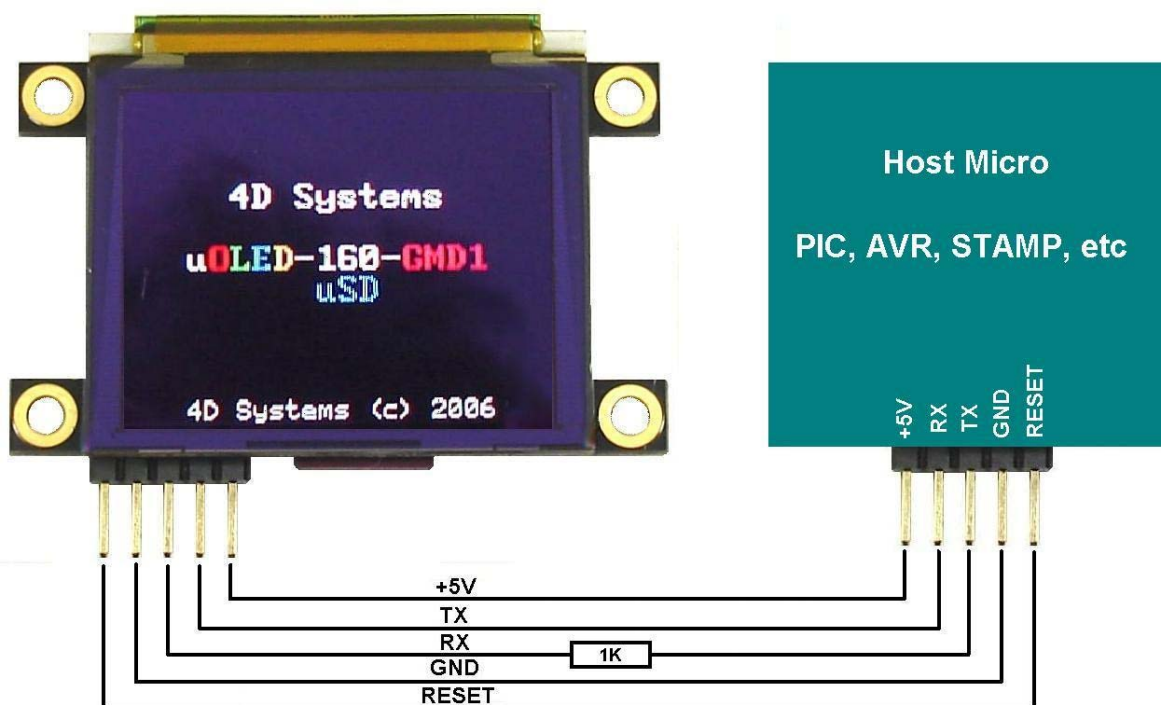 4D Systems
uOLED-160-GMD1
uSD
4D Systems (c) 2006
Host Micro
PIC, AVR, STAMP, etc
+5V
RX
TX
GND
RESET
+5V
TX
RX
1K
GND
RESET